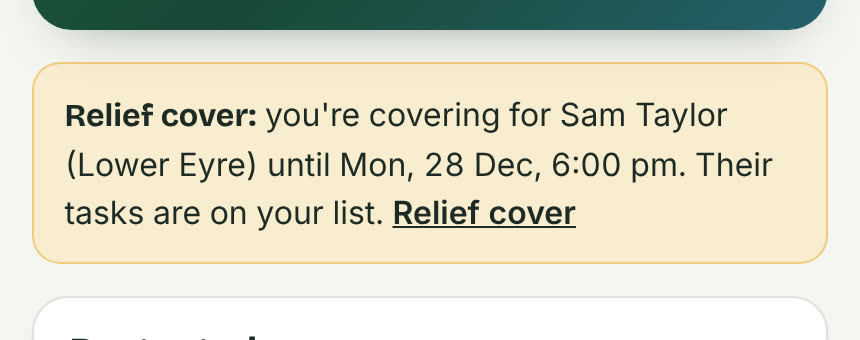 Relief cover: you're covering for Sam Taylor
(Lower Eyre) until Mon, 28 Dec, 6:00 pm. Their
tasks are on your list. Relief cover